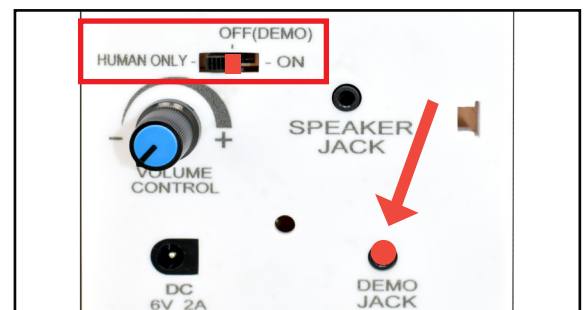 OFF(DEMO)
HUMAN ONLY - - ON
- +
SPEAKER
JACK
VOLUME
CONTROL
DC
6V 2A
DEMO
JACK